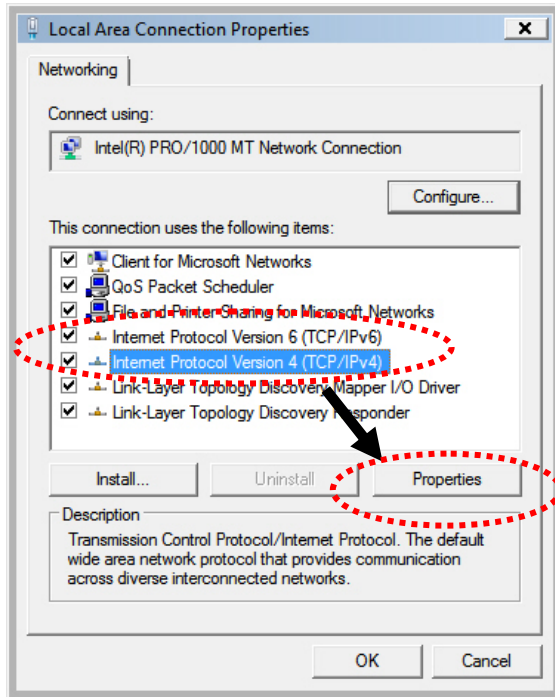 Local Area Connection Properties
Networking
Connect using:
Intel(R) PRO/1000 MT Network Connection
Configure...
This connection uses the following items:
Client for Microsoft Networks
QoS Packet Scheduler
File and Printer Sharing for Microsoft Networks
Internet Protocol Version 6 (TCP/IPv6)
Internet Protocol Version 4 (TCP/IPv4)
Link-Layer Topology Discovery Mapper I/O Driver
Link-Layer Topology Discovery Responder
Install... Uninstall Properties
Description
Transmission Control Protocol/Internet Protocol. The default
wide area network protocol that provides communication
across diverse interconnected networks.
OK Cancel